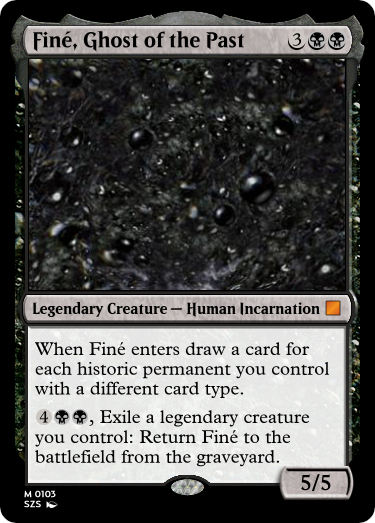 Finé, Ghost of the Past 3
Legendary Creature — Human Incarnation
When Finé enters draw a card for
each historic permanent you control
with a different card type.
4, Exile a legendary creature
you control: Return Finé to the
battlefield from the graveyard.
5/5
M 0103
SZS